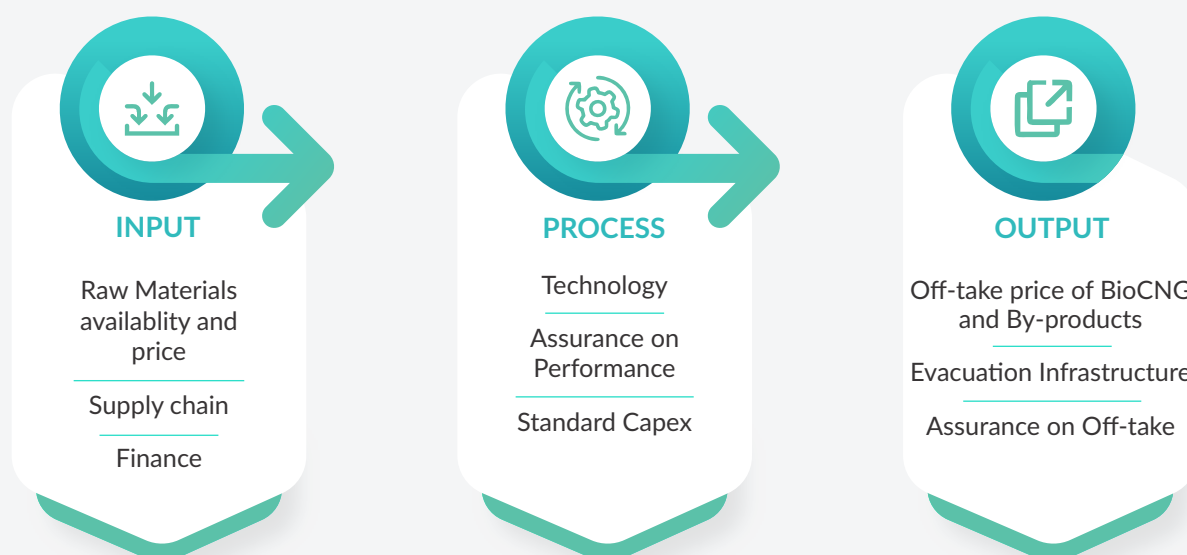 INPUT
Raw Materials
availablity and
price
Supply chain
Finance
PROCESS
Technology
Assurance on
Performance
Standard Capex
OUTPUT
Off-take price of BioCNG
and By-products
Evacuation Infrastructure
Assurance on Off-take